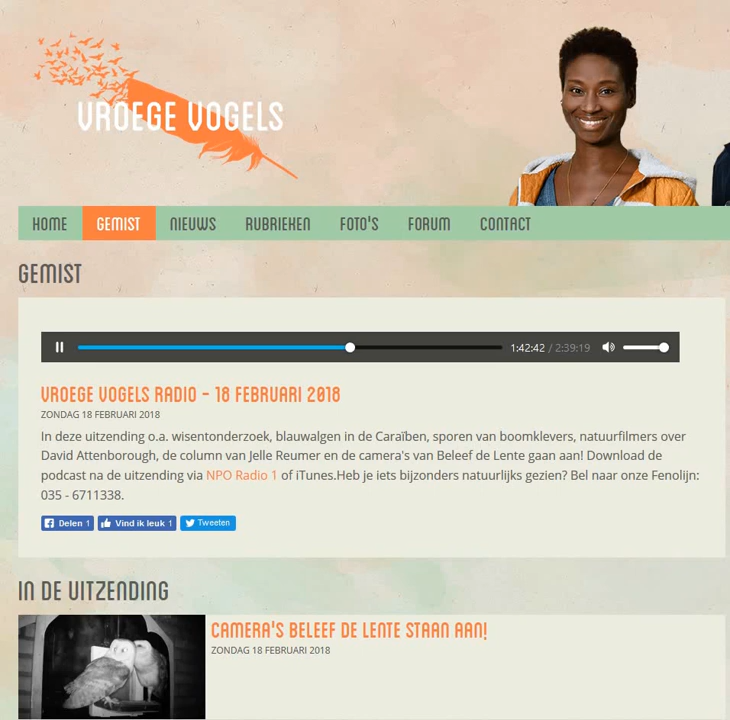 VROEGE VOGELS
HOME GEMIST NIEUWS RUBRIEKEN FOTO'S FORUM CONTACT
GEMIST
1:42:42 / 2:39:19
VROEGE VOGELS RADIO - 18 FEBRUARI 2018
ZONDAG 18 FEBRUARI 2018
In deze uitzending o.a. wisentonderzoek, blauwalgen in de Caraïben, sporen van boomklevers, natuurfilmers over
David Attenborough, de column van Jelle Reumer en de camera's van Beleef de Lente gaan aan! Download de
podcast na de uitzending via NPO Radio 1 of iTunes.Heb je iets bijzonders natuurlijks gezien? Bel naar onze Fenolijn:
035 - 6711338.
Delen 1 Vind ik leuk 1 Tweeten
IN DE UITZENDING
CAMERA'S BELEEF DE LENTE STAAN AAN!
ZONDAG 18 FEBRUARI 2018